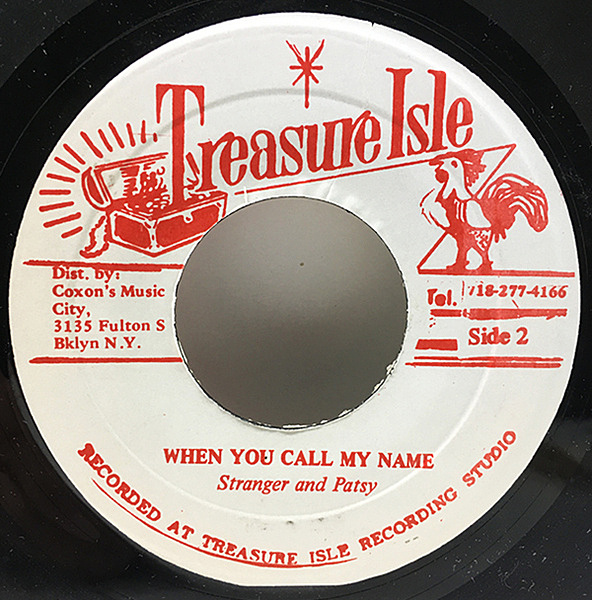 Treasure Isle
Dist. by:
Coxon's Music
City,
3135 Fulton S
Bklyn N.Y.
Tel. 718-277-4166
Side 2
WHEN YOU CALL MY NAME
Stranger and Patsy
RECORDED AT TREASURE ISLE RECORDING STUDIO